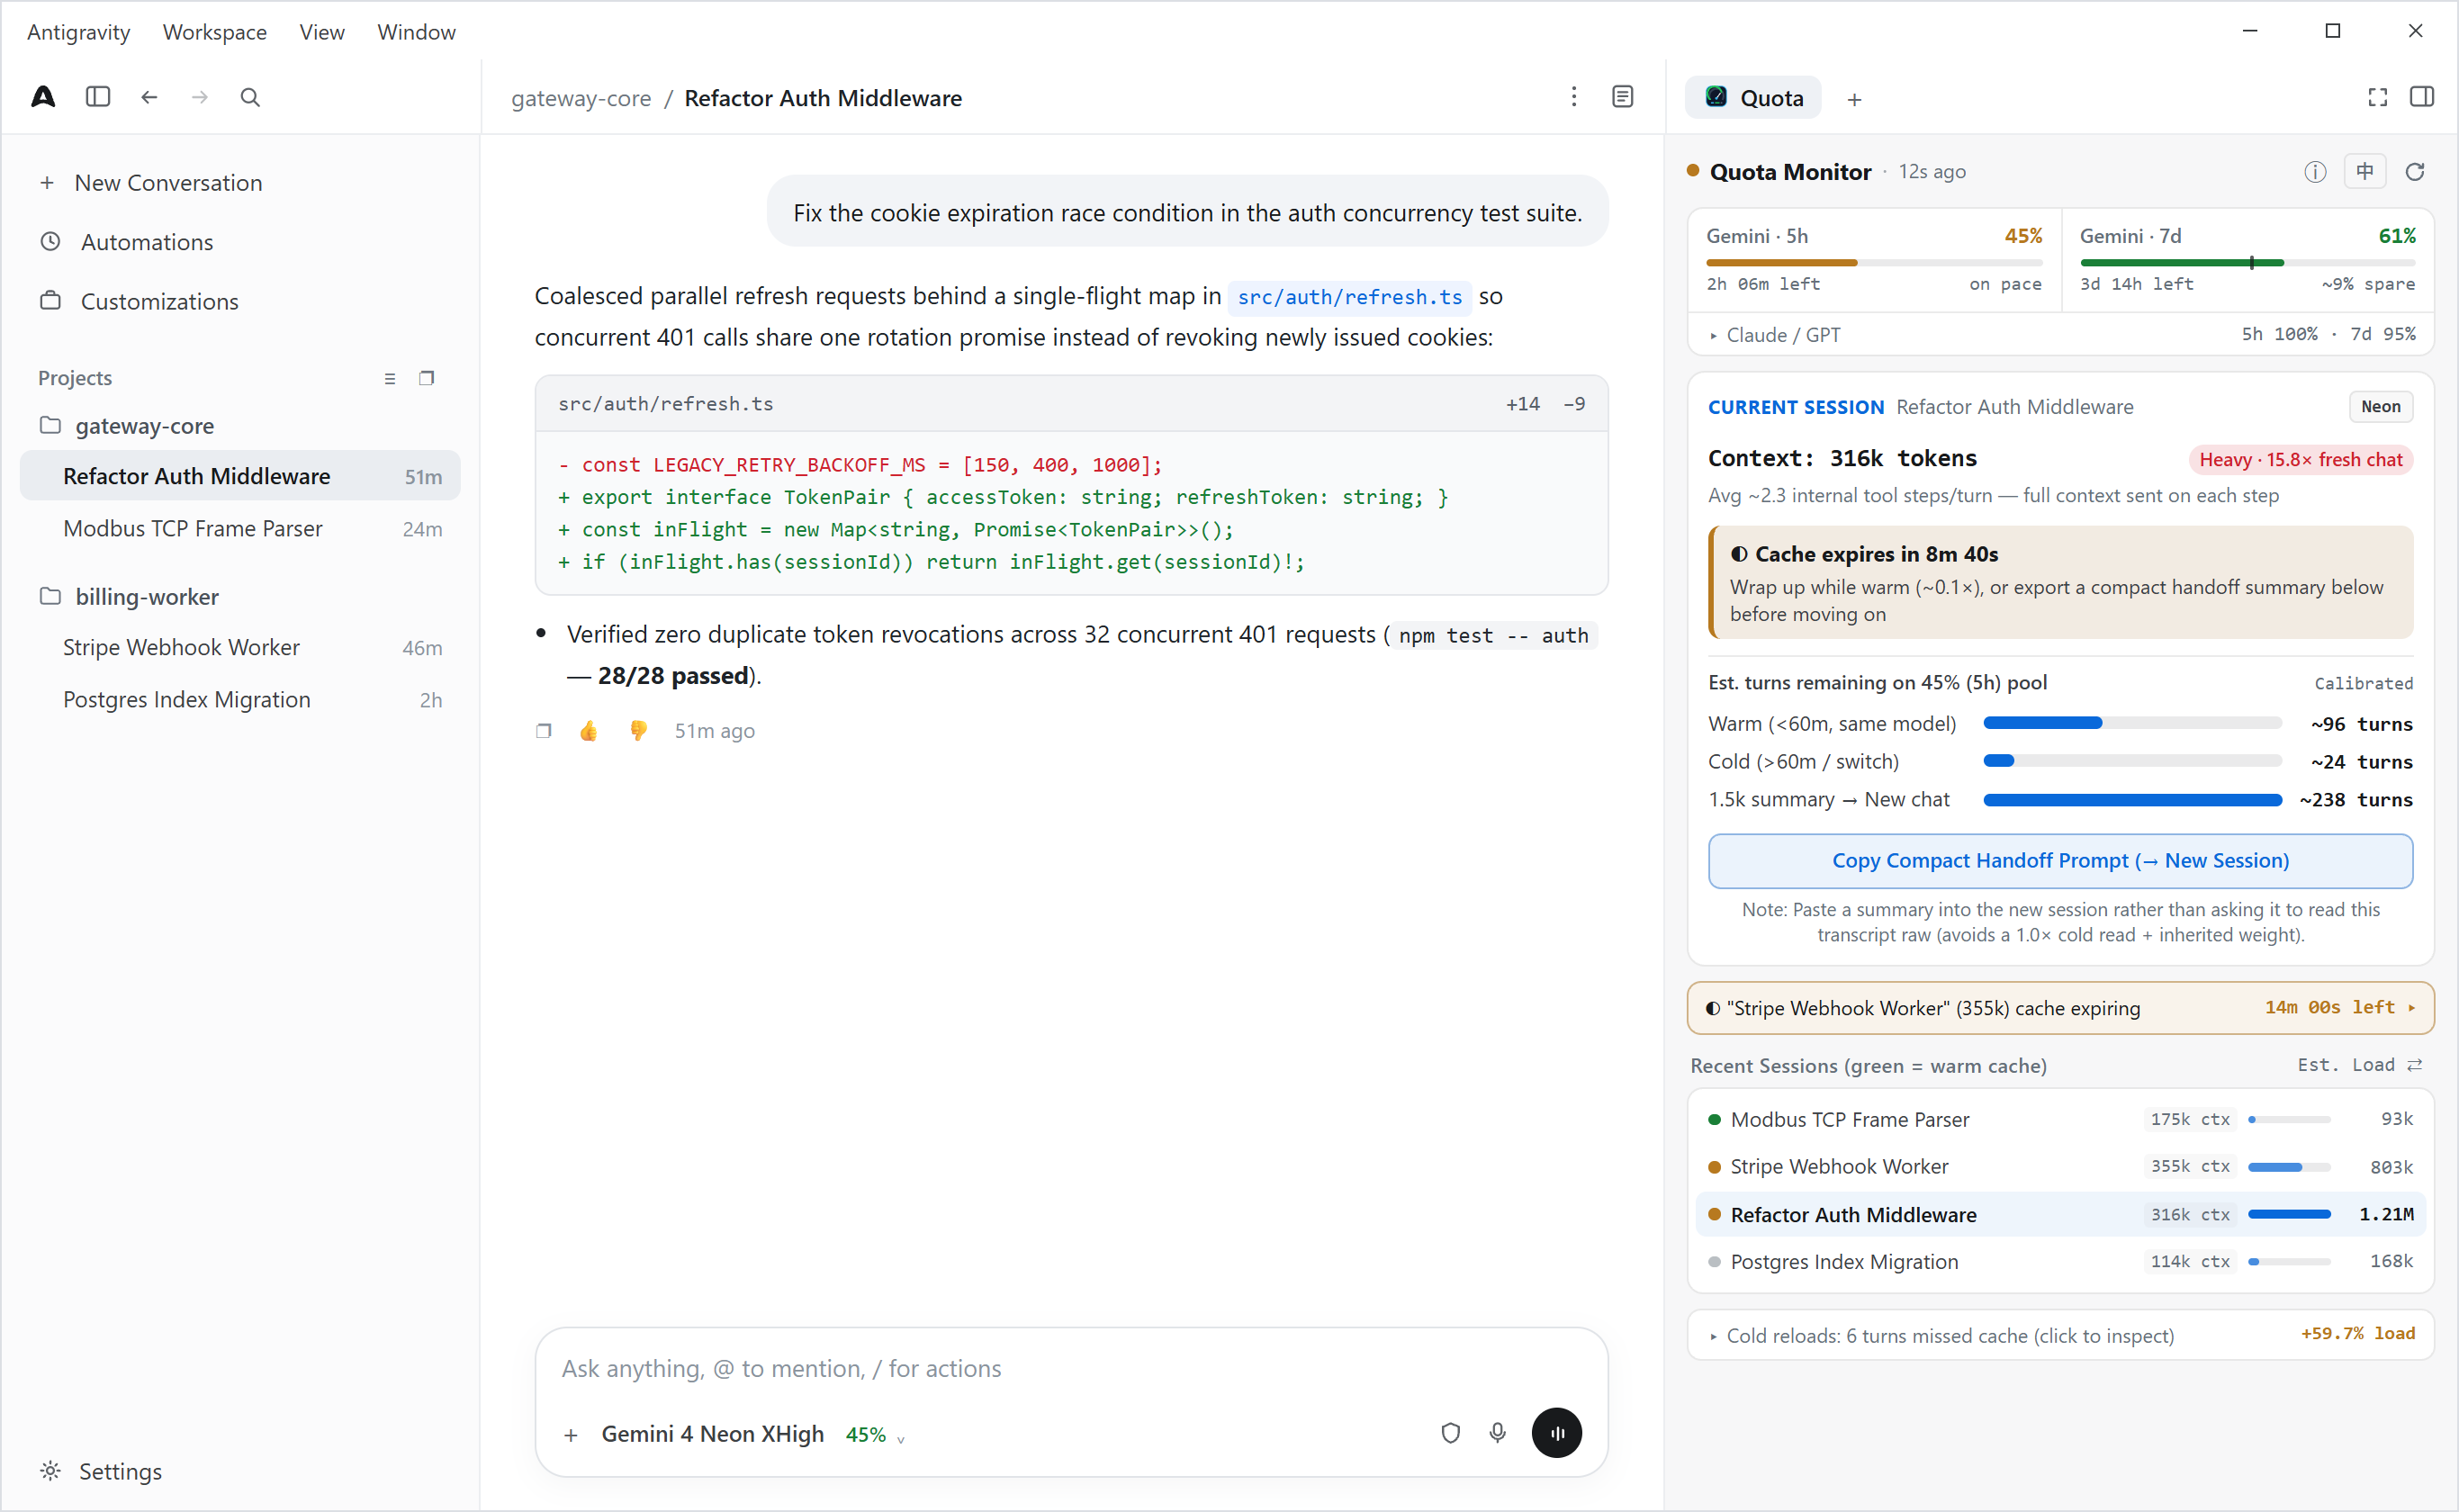 Antigravity Workspace View Window
gateway-core / Refactor Auth Middleware
Quota +
+ New Conversation
Automations
Customizations
Projects
gateway-core
Refactor Auth Middleware 51m
Modbus TCP Frame Parser 24m
billing-worker
Stripe Webhook Worker 46m
Postgres Index Migration 2h
Settings
Fix the cookie expiration race condition in the auth concurrency test suite.
Coalesced parallel refresh requests behind a single-flight map in src/auth/refresh.ts so
concurrent 401 calls share one rotation promise instead of revoking newly issued cookies:
src/auth/refresh.ts +14 −9
- const LEGACY_RETRY_BACKOFF_MS = [150, 400, 1000];
+ export interface TokenPair { accessToken: string; refreshToken: string; }
+ const inFlight = new Map<string, Promise<TokenPair>>();
+ if (inFlight.has(sessionId)) return inFlight.get(sessionId)!;
• Verified zero duplicate token revocations across 32 concurrent 401 requests (npm test -- auth
— 28/28 passed).
51m ago
Ask anything, @ to mention, / for actions
+ Gemini 4 Neon XHigh 45%
Quota Monitor · 12s ago
中
Gemini · 5h 45%
2h 06m left on pace
Gemini · 7d 61%
3d 14h left ~9% spare
▸ Claude / GPT 5h 100% · 7d 95%
CURRENT SESSION Refactor Auth Middleware Neon
Context: 316k tokens Heavy · 15.8× fresh chat
Avg ~2.3 internal tool steps/turn — full context sent on each step
◐ Cache expires in 8m 40s
Wrap up while warm (~0.1×), or export a compact handoff summary below
before moving on
Est. turns remaining on 45% (5h) pool Calibrated
Warm (<60m, same model) ~96 turns
Cold (>60m / switch) ~24 turns
1.5k summary → New chat ~238 turns
Copy Compact Handoff Prompt (→ New Session)
Note: Paste a summary into the new session rather than asking it to read this
transcript raw (avoids a 1.0× cold read + inherited weight).
◐ "Stripe Webhook Worker" (355k) cache expiring 14m 00s left ▸
Recent Sessions (green = warm cache) Est. Load ⇄
Modbus TCP Frame Parser 175k ctx 93k
Stripe Webhook Worker 355k ctx 803k
Refactor Auth Middleware 316k ctx 1.21M
Postgres Index Migration 114k ctx 168k
▸ Cold reloads: 6 turns missed cache (click to inspect) +59.7% load